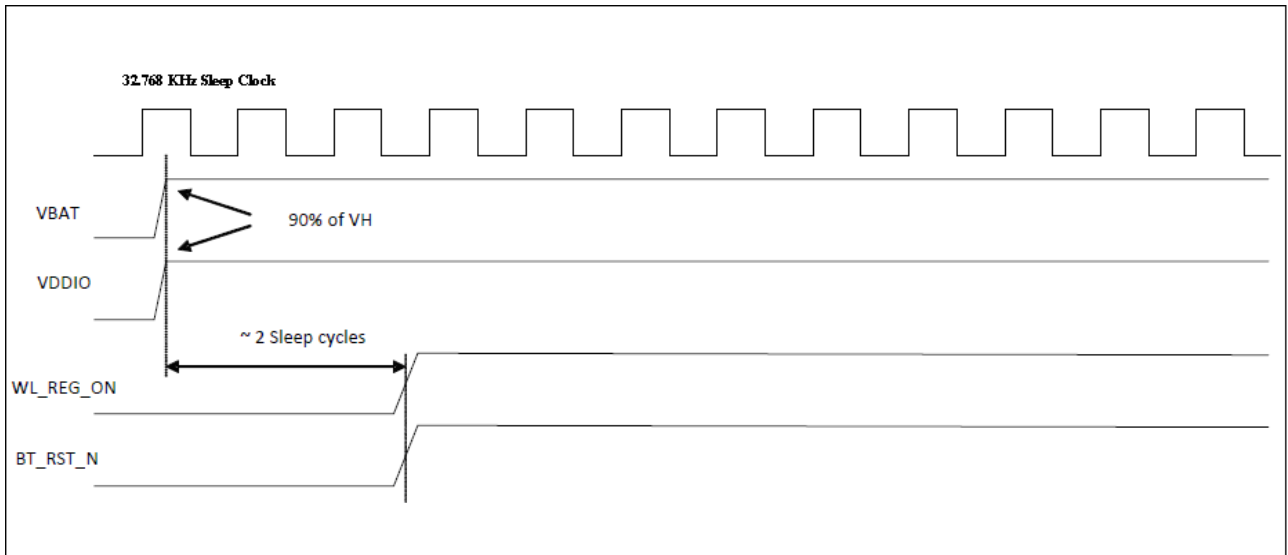 32.768 KHz Sleep Clock
VBAT
90% of VH
VDDIO
~ 2 Sleep cycles
WL_REG_ON
BT_RST_N